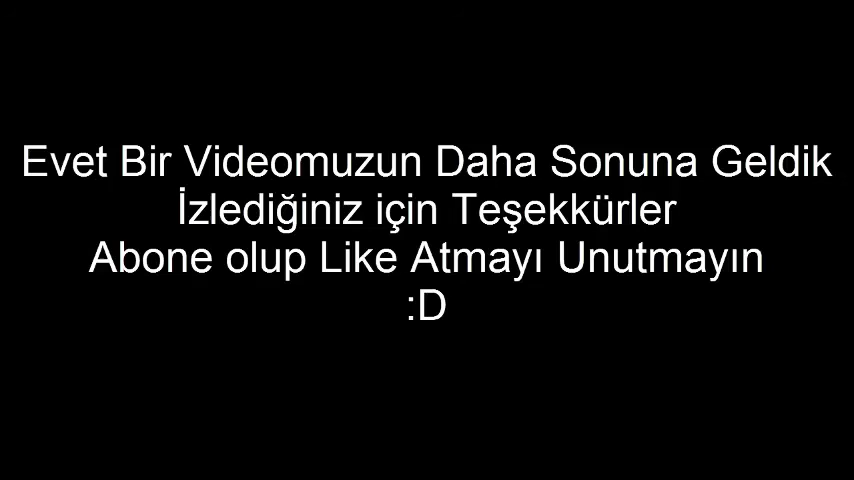 Evet Bir Videomuzun Daha Sonuna Geldik
İzlediğiniz için Teşekkürler
Abone olup Like Atmayı Unutmayın
:D